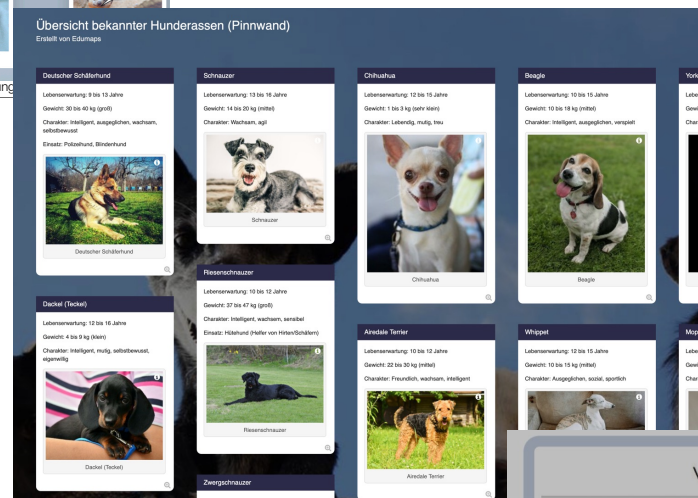 Übersicht bekannter Hunderassen (Pinnwand)
Erstellt von Edumaps
Deutscher Schäferhund
Lebenserwartung: 9 bis 13 Jahre
Gewicht: 30 bis 40 kg (groß)
Charakter: Intelligent, ausgeglichen, wachsam,
selbstbewusst
Einsatz: Polizeihund, Blindenhund
Deutscher Schäferhund
Dackel (Teckel)
Lebenserwartung: 12 bis 16 Jahre
Gewicht: 4 bis 9 kg (klein)
Charakter: Intelligent, mutig, selbstbewusst,
eigenwillig
Dackel (Teckel)
Schnauzer
Lebenserwartung: 13 bis 16 Jahre
Gewicht: 14 bis 20 kg (mittel)
Charakter: Wachsam, agil
Schnauzer
Riesenschnauzer
Lebenserwartung: 10 bis 12 Jahre
Gewicht: 37 bis 47 kg (groß)
Charakter: Intelligent, wachsem, sensibel
Einsatz: Hütehund (Helfer von Hirten/Schäfern)
Riesenschnauzer
Zwergschnauzer
Chihuahua
Lebenserwartung: 12 bis 15 Jahre
Gewicht: 1 bis 3 kg (sehr klein)
Charakter: Lebendig, mutig, treu
Chihuahua
Airedale Terrier
Lebenserwartung: 10 bis 12 Jahre
Gewicht: 22 bis 30 kg (mittel)
Charakter: Freundlich, wachsam, intelligent
Airedale Terrier
Beagle
Lebenserwartung: 10 bis 15 Jahre
Gewicht: 10 bis 18 kg (mittel)
Charakter: Intelligent, ausgeglichen, verspielt
Beagle
Whippet
Lebenserwartung: 12 bis 15 Jahre
Gewicht: 10 bis 15 kg (mittel)
Charakter: Ausgeglichen, sozial, sportlich